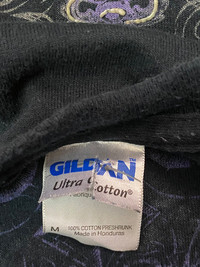 GILDAN
Ultra Cotton®
M
100% COTTON PRESHRUNK
Made in Honduras